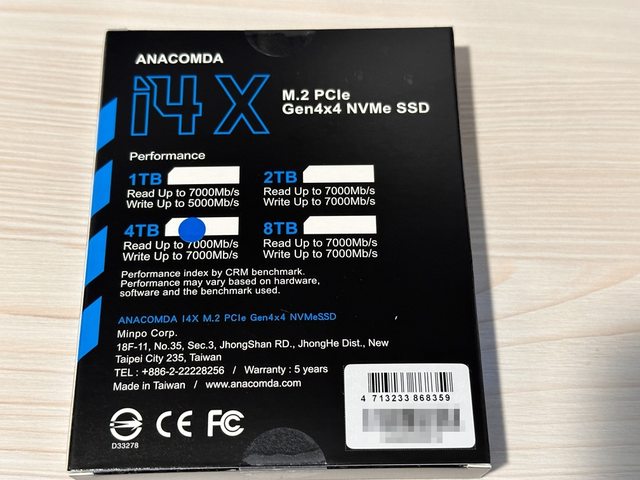 ANACOMDA
i4 X
M.2 PCIe
Gen4x4 NVMe SSD
Performance
1TB
Read Up to 7000Mb/s
Write Up to 5000Mb/s
2TB
Read Up to 7000Mb/s
Write Up to 7000Mb/s
4TB
Read Up to 7000Mb/s
Write Up to 7000Mb/s
8TB
Read Up to 7000Mb/s
Write Up to 7000Mb/s
Performance index by CRM benchmark.
Performance may vary based on hardware,
software and the benchmark used.
ANACOMDA I4X M.2 PCIe Gen4x4 NVMeSSD
Minpo Corp.
18F-11, No.35, Sec.3, JhongShan RD., JhongHe Dist., New
Taipei City 235, Taiwan
TEL : +886-2-22228256 / Warranty : 5 years
Made in Taiwan / www.anacomda.com
D33278
CE FC
4 713233 868359